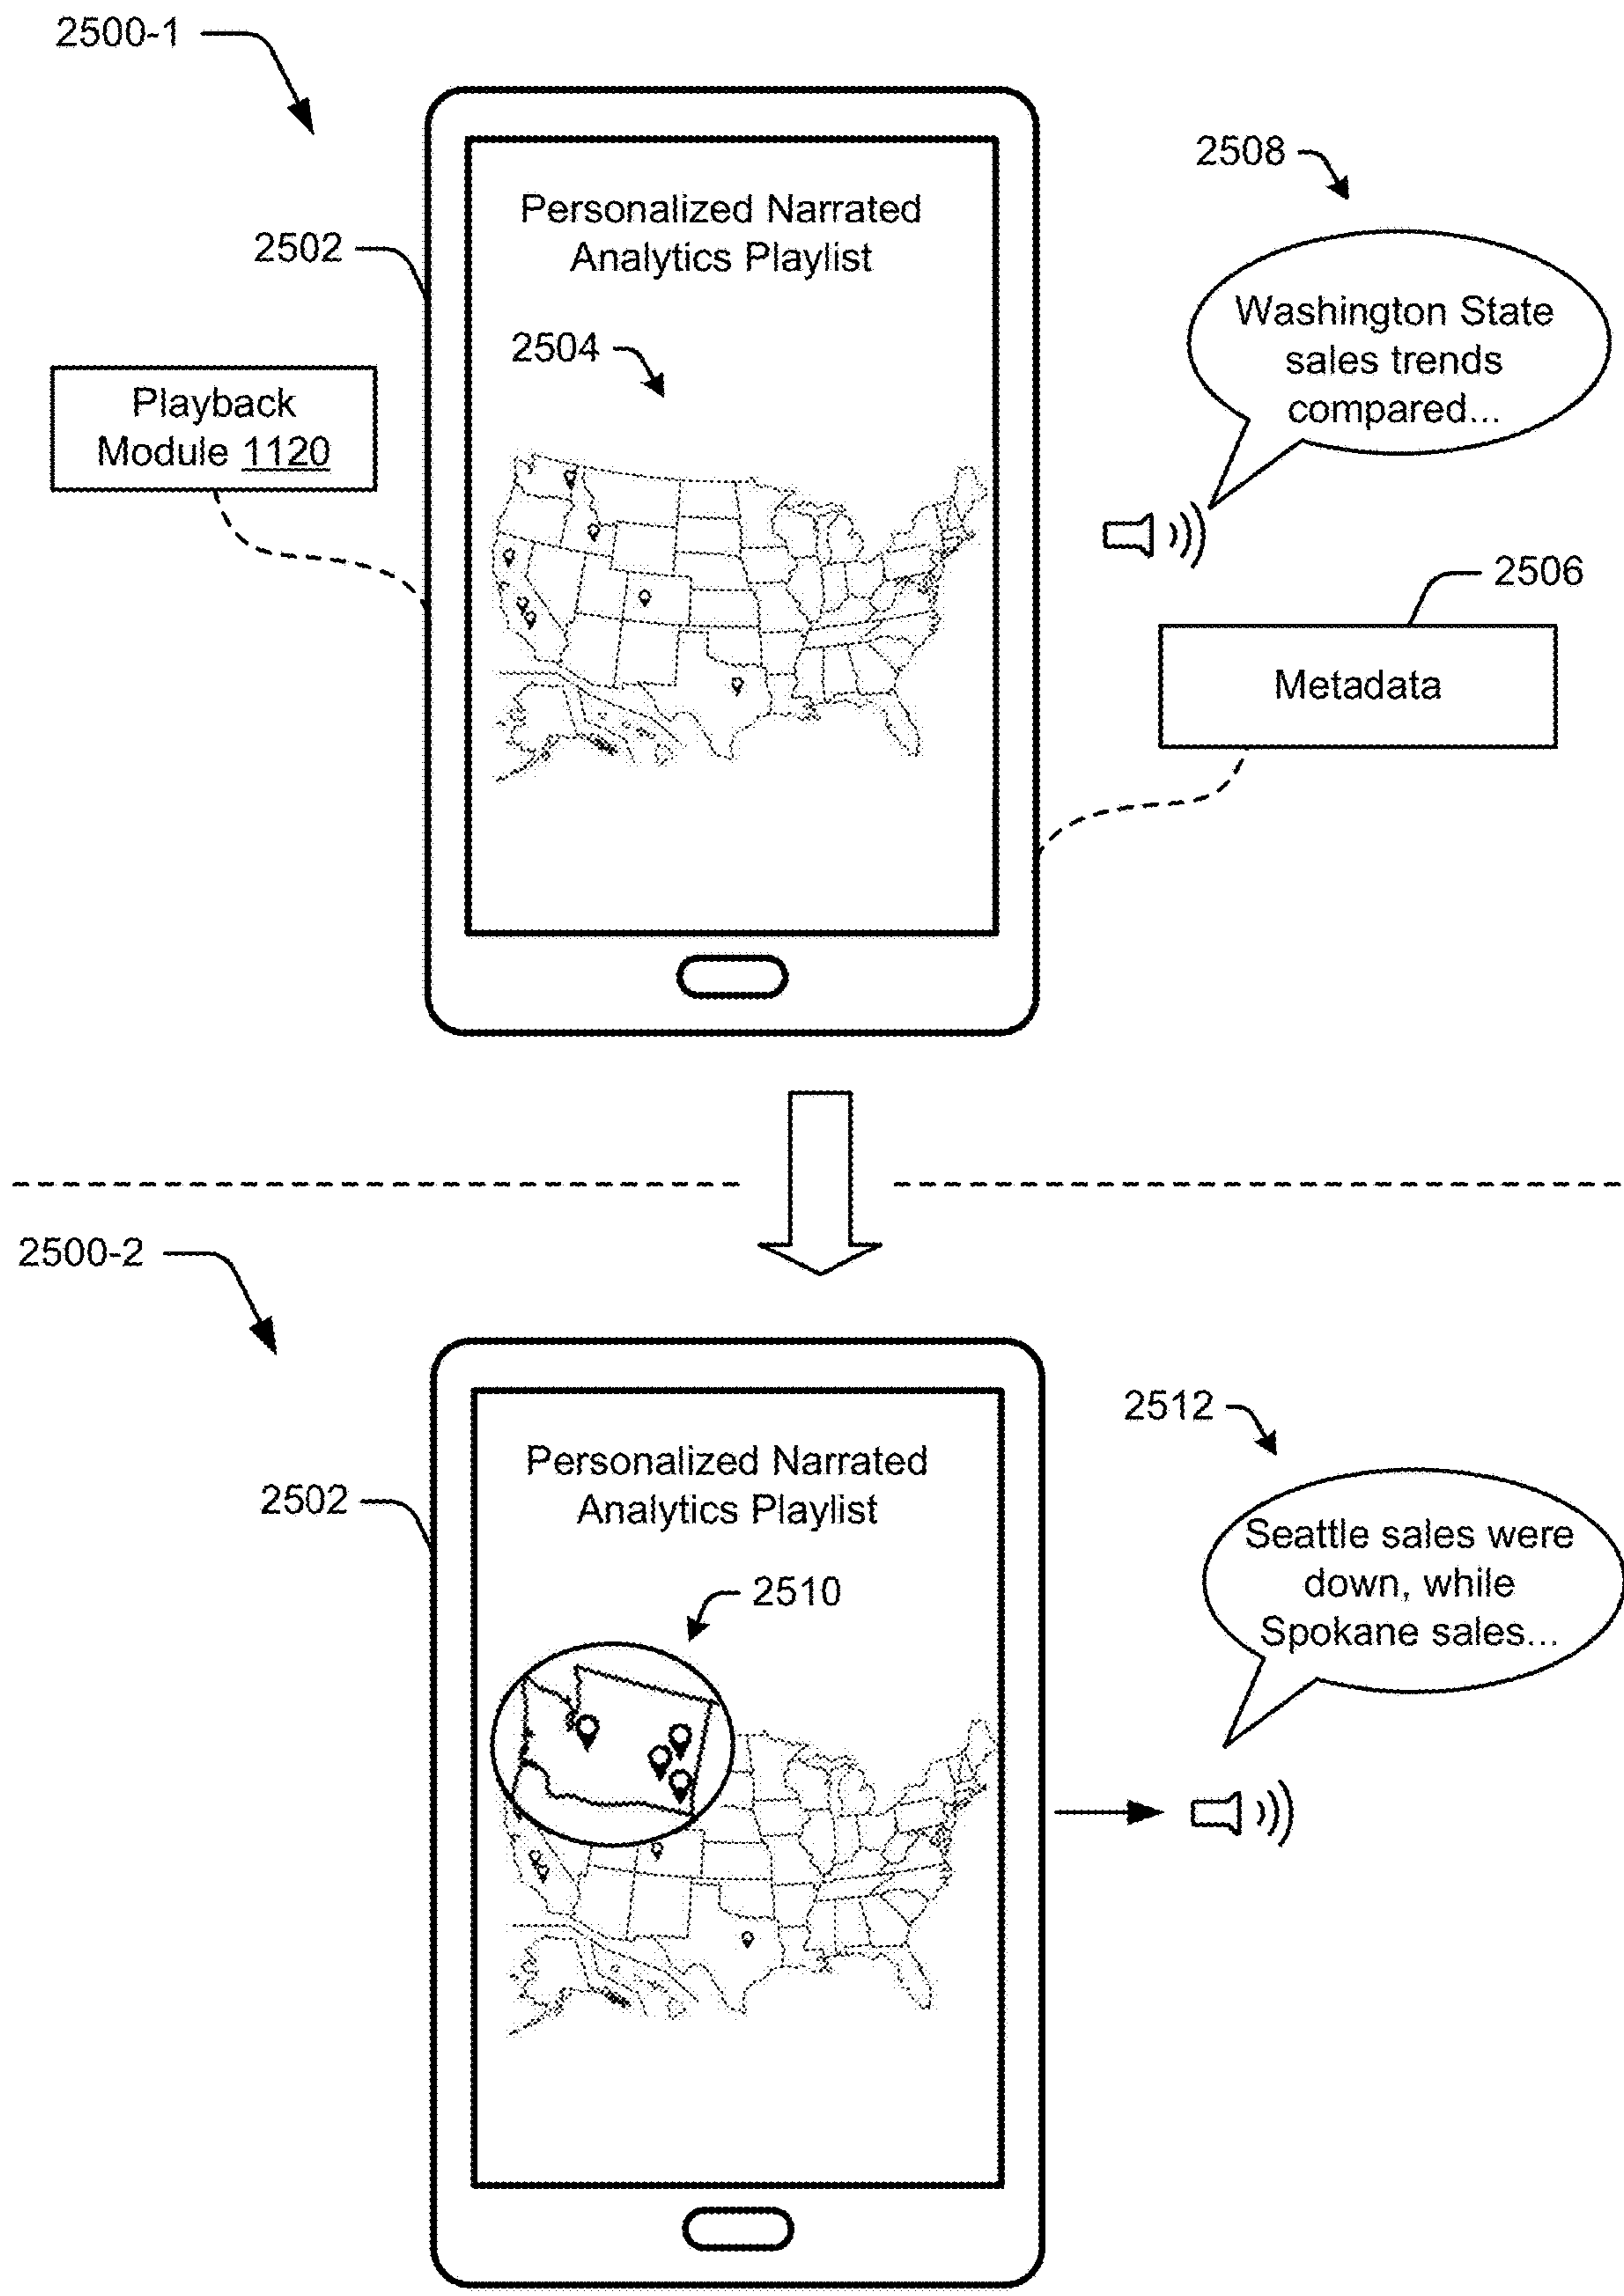 2500-1
2508
Personalized Narrated
Analytics Playlist
2502
Washington State
sales trends
compared...
2504
Playback
Module 1120
2506
Metadata
2500-2
2512
Personalized Narrated
Analytics Playlist
2502
Seattle sales were
down, while
Spokane sales...
2510